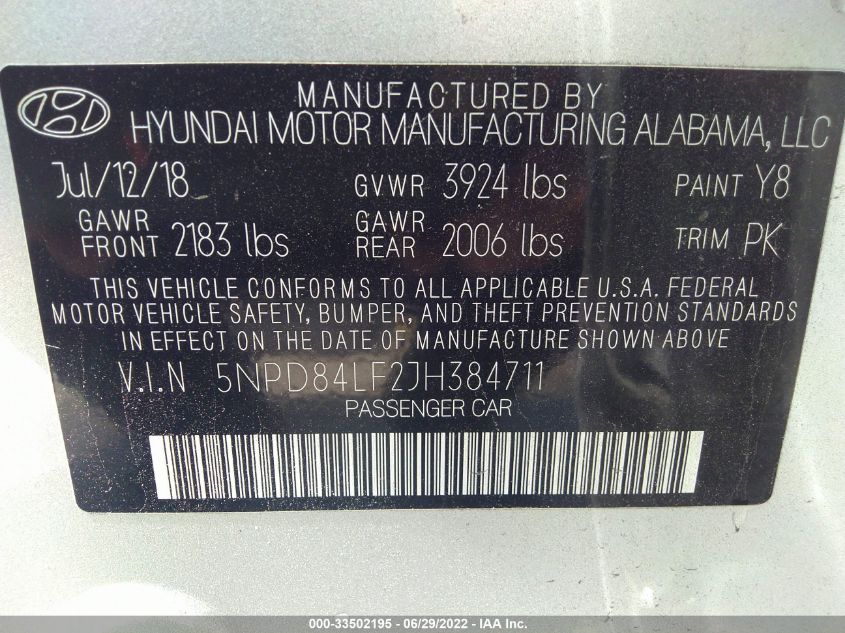 MANUFACTURED BY
HYUNDAI MOTOR MANUFACTURING ALABAMA, LLC
Jul/12/18 GVWR 3924 lbs PAINT Y8
GAWR FRONT 2183 lbs GAWR REAR 2006 lbs TRIM PK
THIS VEHICLE CONFORMS TO ALL APPLICABLE U.S.A. FEDERAL
MOTOR VEHICLE SAFETY, BUMPER, AND THEFT PREVENTION STANDARDS
IN EFFECT ON THE DATE OF MANUFACTURE SHOWN ABOVE
V.I.N 5NPD84LF2JH384711
PASSENGER CAR
000-33502195 - 06/29/2022 - IAA Inc.